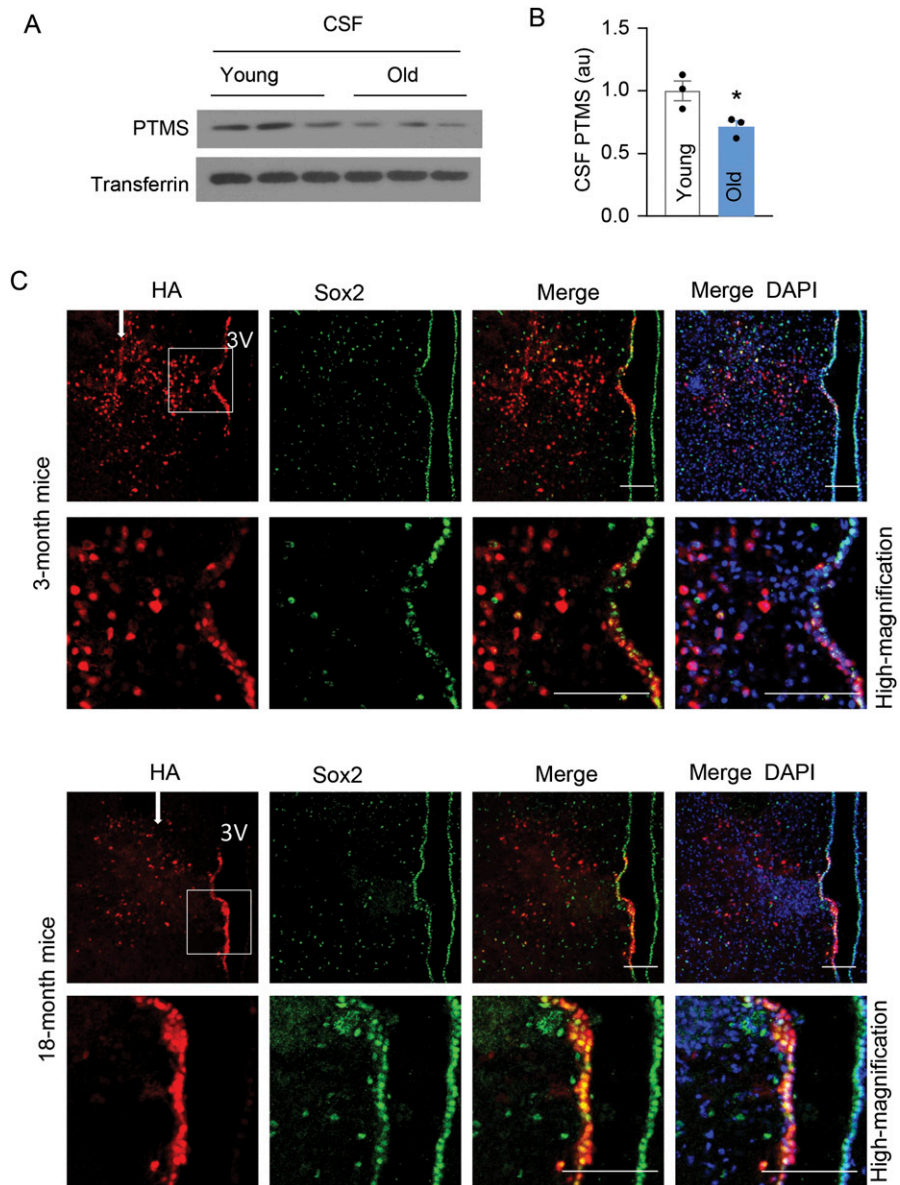 A
CSF
Young Old
PTMS
Transferrin
B
CSF PTMS (au)
1.5
1.0
0.5
0.0
*
Young
Old
C
HA Sox2 Merge Merge DAPI
3V
3-month mice
High-magnification
HA Sox2 Merge Merge DAPI
3V
18-month mice
High-magnification